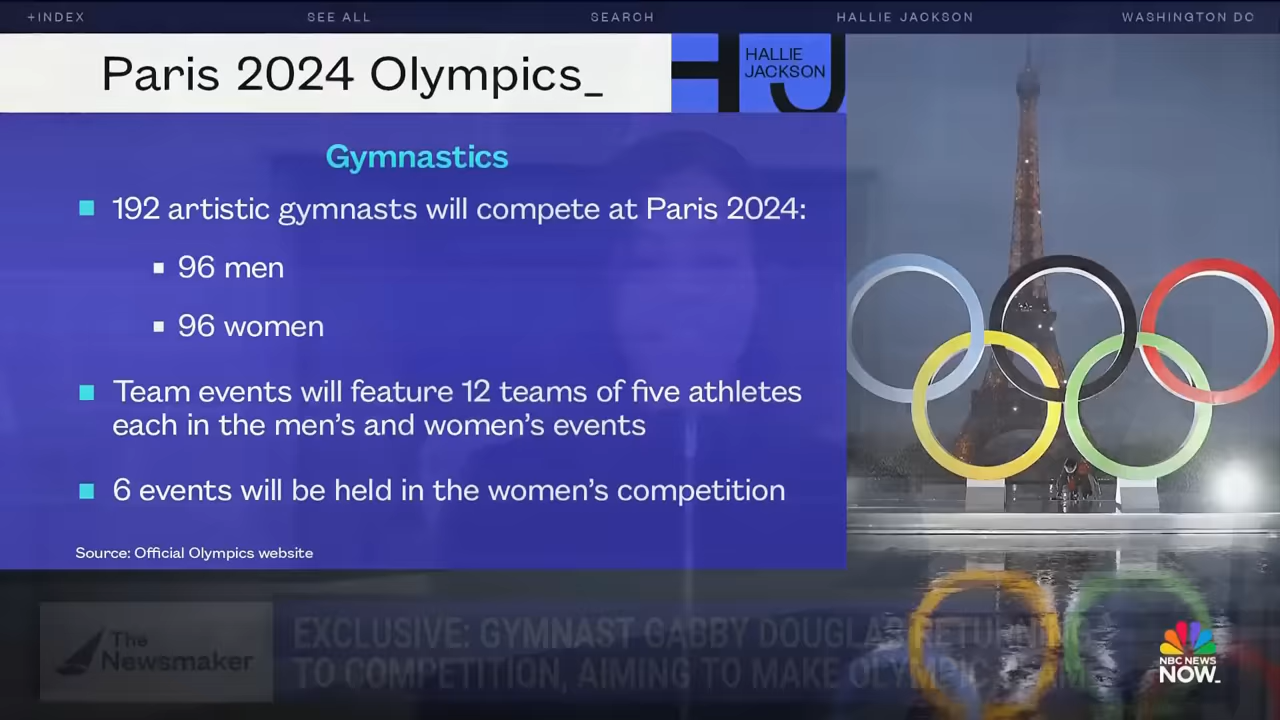 +INDEX
SEE ALL
SEARCH
HALLIE JACKSON
WASHINGTON DC
Paris 2024 Olympics_
HALLIE
JACKSON
Gymnastics
192 artistic gymnasts will compete at Paris 2024:
96 men
96 women
Team events will feature 12 teams of five athletes
each in the men's and women's events
6 events will be held in the women's competition
Source: Official Olympics website
The
Newsmaker
EXCLUSIVE: GYMNAST GABBY DOUGLAS RETURNING
TO COMPETITION, AIMING TO MAKE OLYMPIC TEAM
NBC NEWS
NOW_